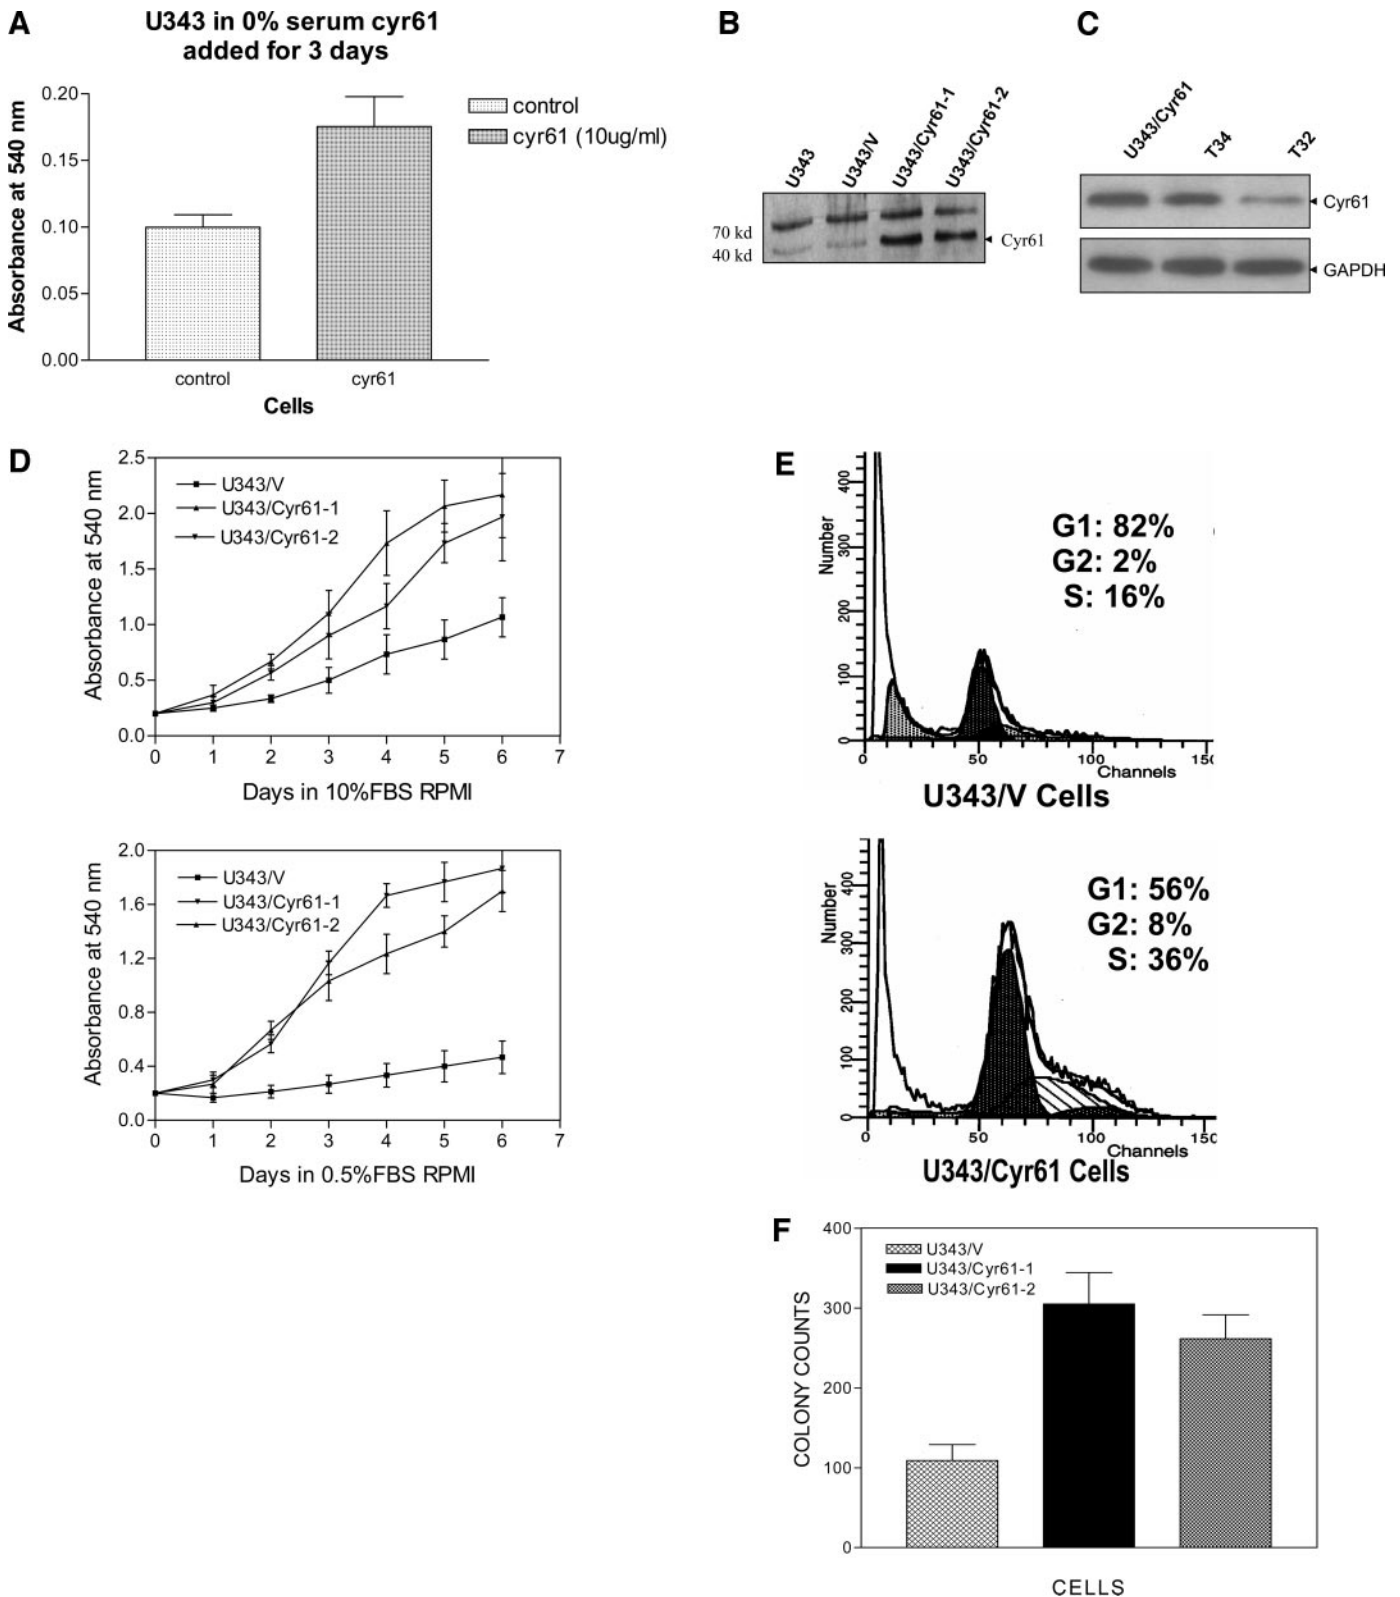 A
U343 in 0% serum cyr61
added for 3 days
Absorbance at 540 nm
0.20
0.15
0.10
0.05
0.00
control
cyr61 (10ug/ml)
control
cyr61
Cells
B
U343
U343/V
U343/Cyr61-1
U343/Cyr61-2
70 kd
40 kd
Cyr61
C
U343/Cyr61
T34
T32
Cyr61
GAPDH
D
Absorbance at 540 nm
2.5
2.0
1.5
1.0
0.5
0.0
U343/V
U343/Cyr61-1
U343/Cyr61-2
0 1 2 3 4 5 6 7
Days in 10%FBS RPMI
Absorbance at 540 nm
2.0
1.6
1.2
0.8
0.4
0.0
U343/V
U343/Cyr61-1
U343/Cyr61-2
0 1 2 3 4 5 6 7
Days in 0.5%FBS RPMI
E
Number
400
300
200
100
0
G1: 82%
G2: 2%
S: 16%
0 50 100 150
Channels
U343/V Cells
Number
400
300
200
100
0
G1: 56%
G2: 8%
S: 36%
0 50 100 150
Channels
U343/Cyr61 Cells
F
COLONY COUNTS
400
300
200
100
0
U343/V
U343/Cyr61-1
U343/Cyr61-2
CELLS